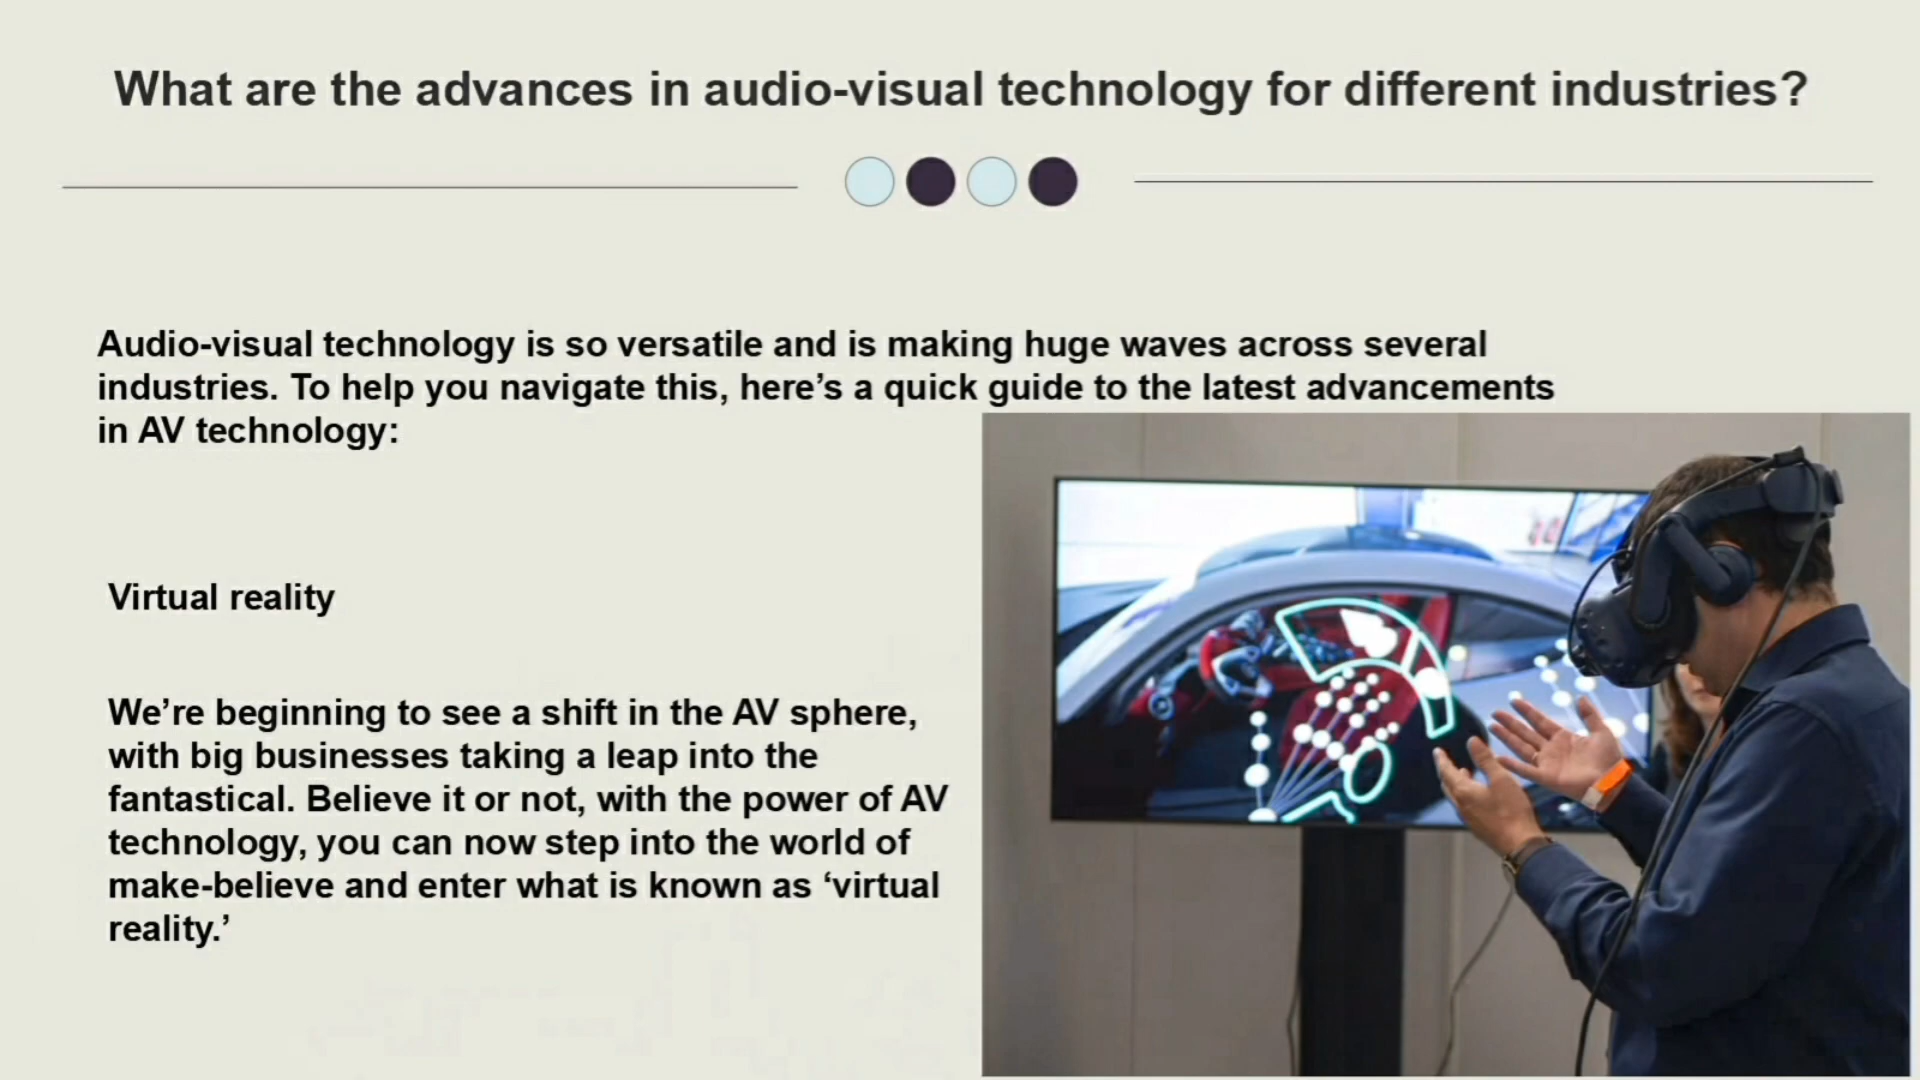 What are the advances in audio-visual technology for different industries?
Audio-visual technology is so versatile and is making huge waves across several
industries. To help you navigate this, here’s a quick guide to the latest advancements
in AV technology:
Virtual reality
We’re beginning to see a shift in the AV sphere,
with big businesses taking a leap into the
fantastical. Believe it or not, with the power of AV
technology, you can now step into the world of
make-believe and enter what is known as ‘virtual
reality.’